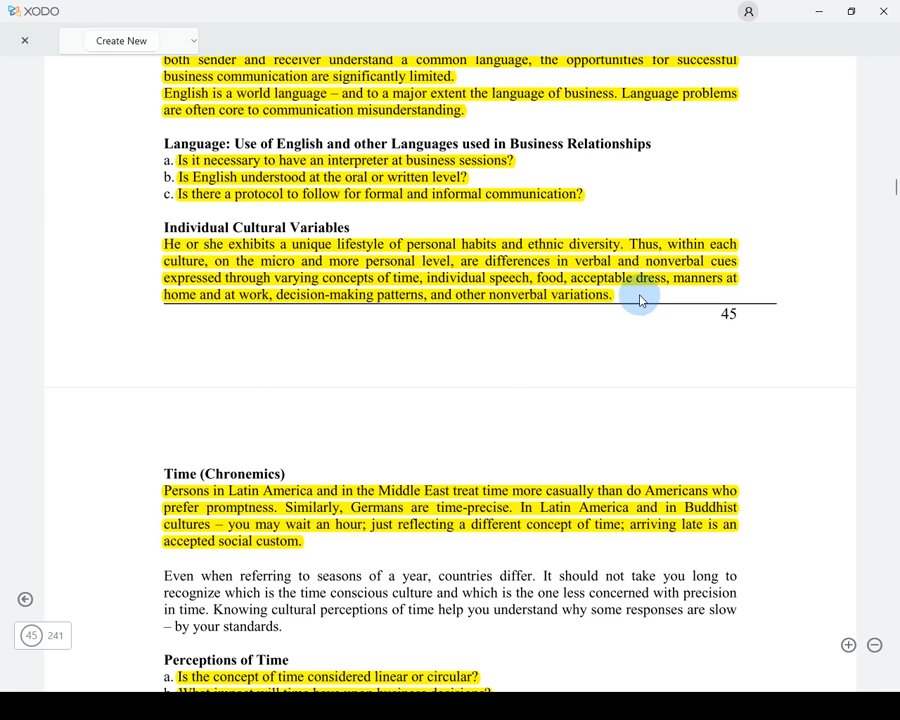 XODO
Create New
both sender and receiver understand a common language, the opportunities for successful
business communication are significantly limited.
English is a world language – and to a major extent the language of business. Language problems
are often core to communication misunderstanding.
Language: Use of English and other Languages used in Business Relationships
a. Is it necessary to have an interpreter at business sessions?
b. Is English understood at the oral or written level?
c. Is there a protocol to follow for formal and informal communication?
Individual Cultural Variables
He or she exhibits a unique lifestyle of personal habits and ethnic diversity. Thus, within each
culture, on the micro and more personal level, are differences in verbal and nonverbal cues
expressed through varying concepts of time, individual speech, food, acceptable dress, manners at
home and at work, decision-making patterns, and other nonverbal variations.
45
Time (Chronemics)
Persons in Latin America and in the Middle East treat time more casually than do Americans who
prefer promptness. Similarly, Germans are time-precise. In Latin America and in Buddhist
cultures – you may wait an hour; just reflecting a different concept of time; arriving late is an
accepted social custom.
Even when referring to seasons of a year, countries differ. It should not take you long to
recognize which is the time conscious culture and which is the one less concerned with precision
in time. Knowing cultural perceptions of time help you understand why some responses are slow
– by your standards.
45 241
Perceptions of Time
a. Is the concept of time considered linear or circular?
b. What impact will time have upon business decisions?